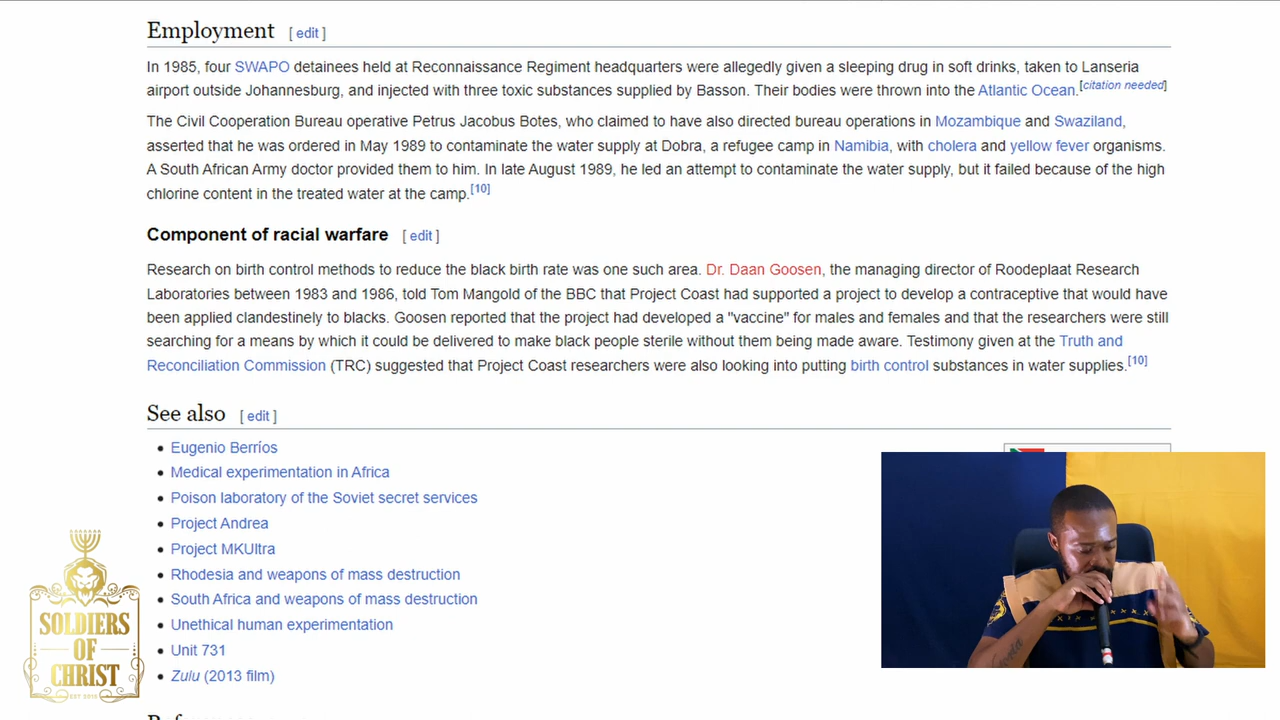 Employment [ edit ]
In 1985, four SWAPO detainees held at Reconnaissance Regiment headquarters were allegedly given a sleeping drug in soft drinks, taken to Lanseria
airport outside Johannesburg, and injected with three toxic substances supplied by Basson. Their bodies were thrown into the Atlantic Ocean.[citation needed]
The Civil Cooperation Bureau operative Petrus Jacobus Botes, who claimed to have also directed bureau operations in Mozambique and Swaziland,
asserted that he was ordered in May 1989 to contaminate the water supply at Dobra, a refugee camp in Namibia, with cholera and yellow fever organisms.
A South African Army doctor provided them to him. In late August 1989, he led an attempt to contaminate the water supply, but it failed because of the high
chlorine content in the treated water at the camp.[10]
Component of racial warfare [ edit ]
Research on birth control methods to reduce the black birth rate was one such area. Dr. Daan Goosen, the managing director of Roodeplaat Research
Laboratories between 1983 and 1986, told Tom Mangold of the BBC that Project Coast had supported a project to develop a contraceptive that would have
been applied clandestinely to blacks. Goosen reported that the project had developed a "vaccine" for males and females and that the researchers were still
searching for a means by which it could be delivered to make black people sterile without them being made aware. Testimony given at the Truth and
Reconciliation Commission (TRC) suggested that Project Coast researchers were also looking into putting birth control substances in water supplies.[10]
See also [ edit ]
Eugenio Berríos
Medical experimentation in Africa
Poison laboratory of the Soviet secret services
Project Andrea
Project MKUltra
Rhodesia and weapons of mass destruction
South Africa and weapons of mass destruction
Unethical human experimentation
Unit 731
Zulu (2013 film)
SOLDIERS
OF
CHRIST